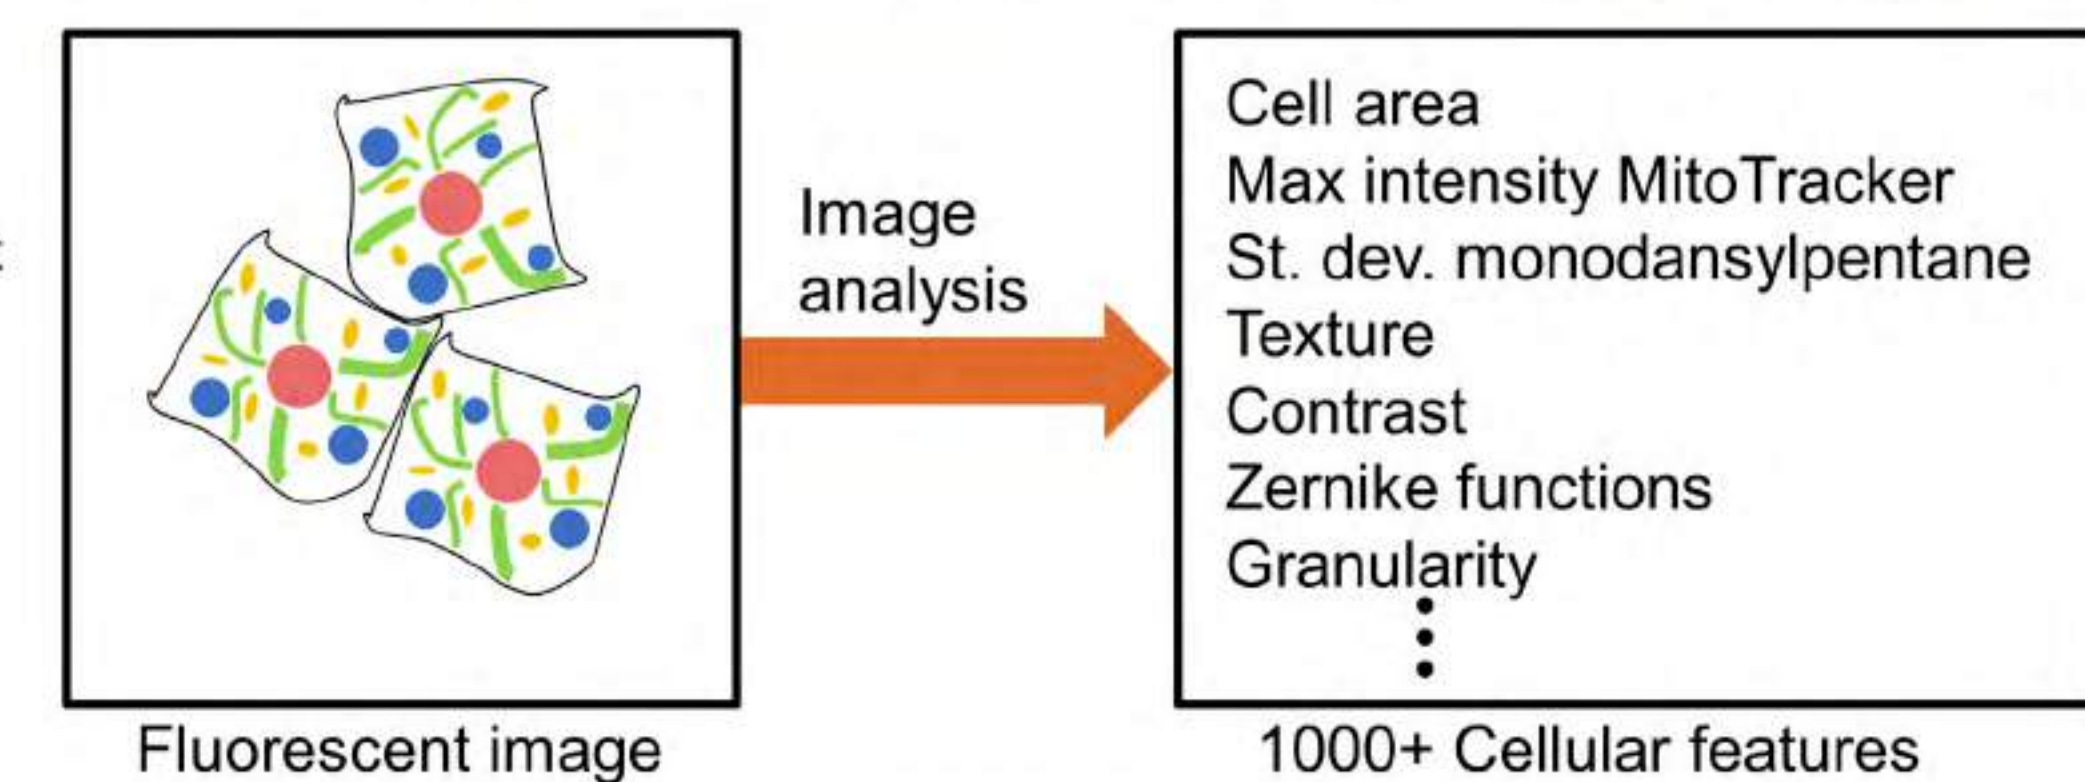 Image
analysis
Cell area
Max intensity MitoTracker
St. dev. monodansylpentane
Texture
Contrast
Zernike functions
Granularity
Fluorescent image
1000+ Cellular features